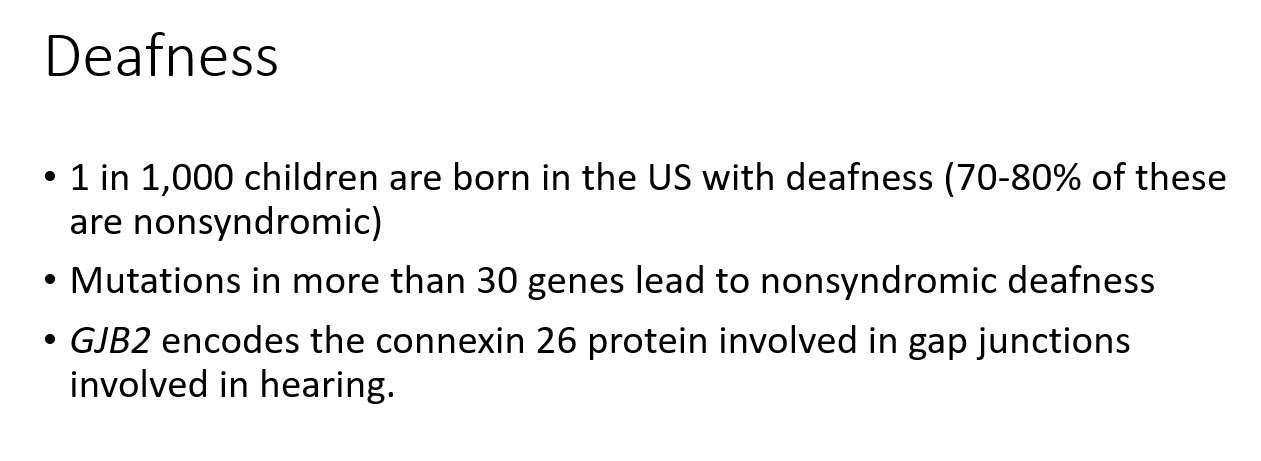 Deafness
• 1 in 1,000 children are born in the US with deafness (70-80% of these
are nonsyndromic)
• Mutations in more than 30 genes lead to nonsyndromic deafness
• GJB2 encodes the connexin 26 protein involved in gap junctions
involved in hearing.